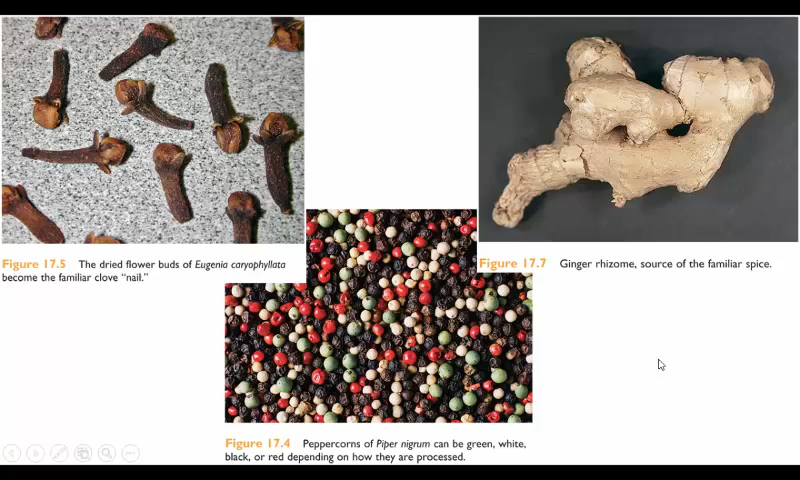 Figure 17.5 The dried flower buds of Eugenia caryophyllata
become the familiar clove “nail.”
Figure 17.7 Ginger rhizome, source of the familiar spice.
Figure 17.4 Peppercorns of Piper nigrum can be green, white,
black, or red depending on how they are processed.